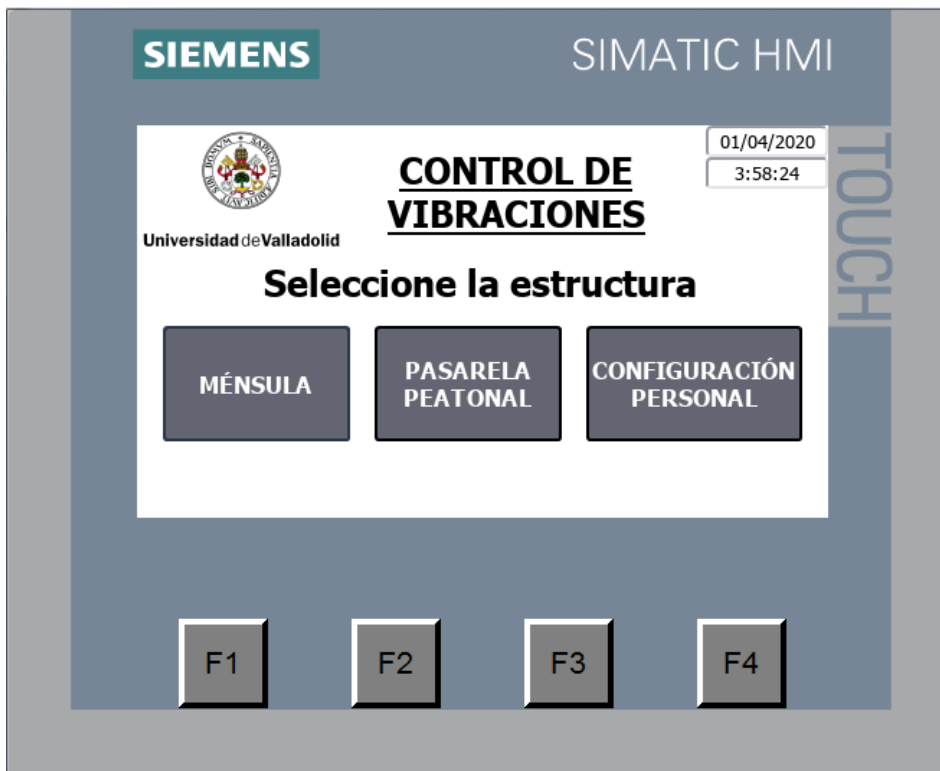 SIEMENS
SIMATIC HMI
TOUCH
01/04/2020
3:58:24
CONTROL DE
VIBRACIONES
Universidad de Valladolid
Seleccione la estructura
MÉNSULA
PASARELA
PEATONAL
CONFIGURACIÓN
PERSONAL
F1
F2
F3
F4